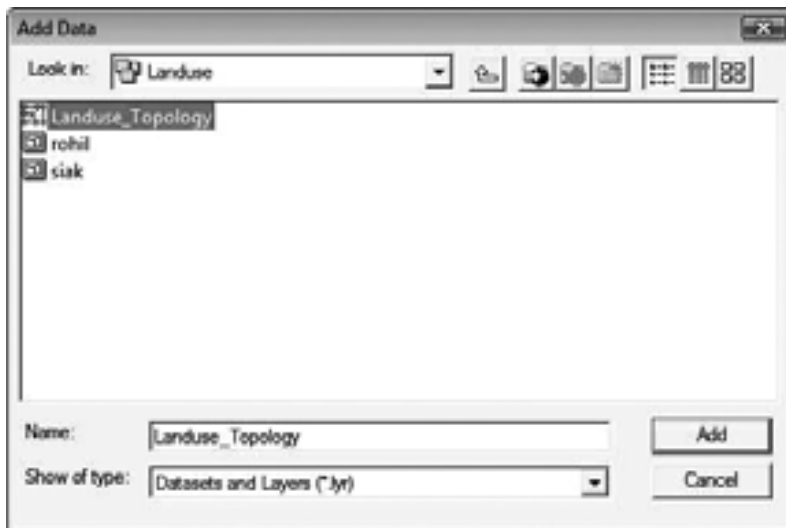 Add Data
Look in: Landuse
Landuse_Topology
rohil
siak
Name: Landuse_Topology
Add
Show of type: Datasets and Layers (*.lyr)
Cancel